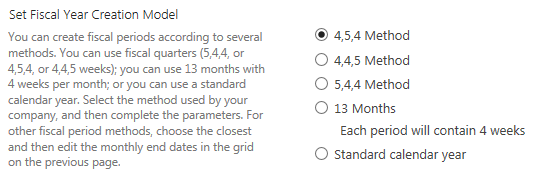 Set Fiscal Year Creation Model
You can create fiscal periods according to several
methods. You can use fiscal quarters (5,4,4, or
4,5,4, or 4,4,5 weeks); you can use 13 months with
4 weeks per month; or you can use a standard
calendar year. Select the method used by your
company, and then complete the parameters. For
other fiscal period methods, choose the closest
and then edit the monthly end dates in the grid
on the previous page.
4,5,4 Method
4,4,5 Method
5,4,4 Method
13 Months
Each period will contain 4 weeks
Standard calendar year